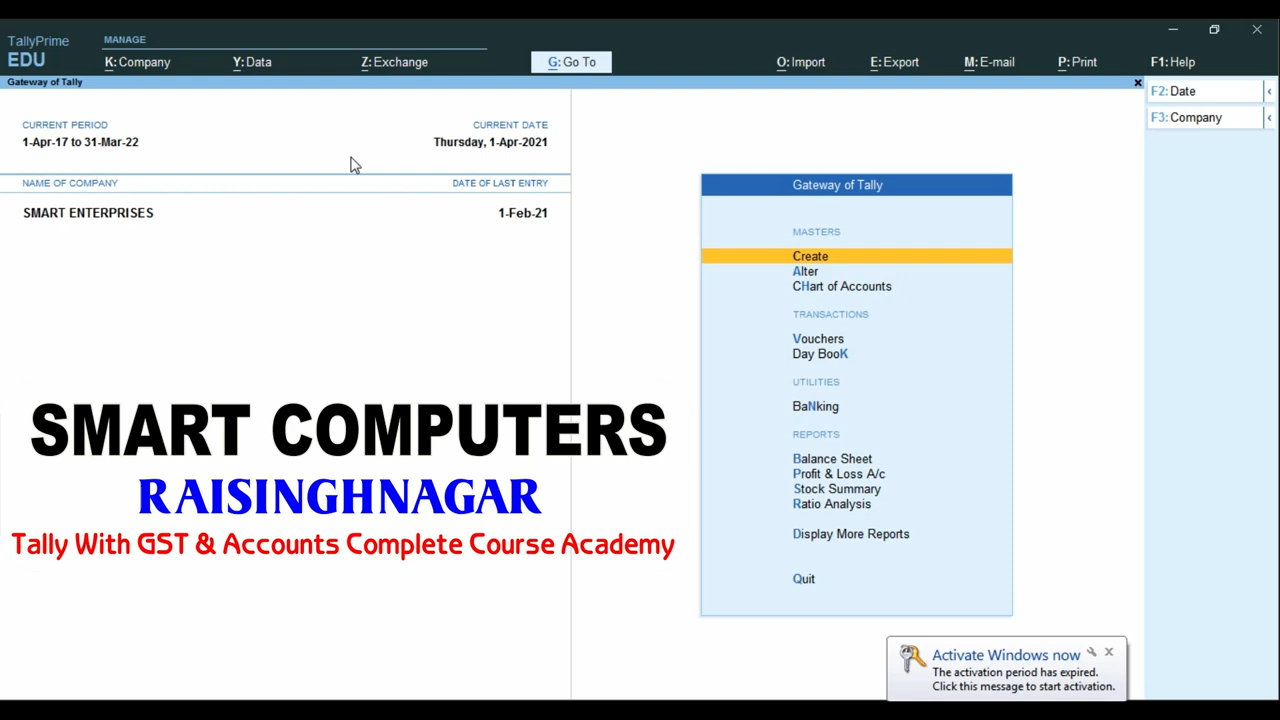 TallyPrime
EDU
MANAGE
K: Company
Y: Data
Z: Exchange
G: Go To
O: Import
E: Export
M: E-mail
P: Print
F1: Help
Gateway of Tally
CURRENT PERIOD
1-Apr-17 to 31-Mar-22
CURRENT DATE
Thursday, 1-Apr-2021
NAME OF COMPANY
DATE OF LAST ENTRY
SMART ENTERPRISES
1-Feb-21
SMART COMPUTERS
RAISINGHNAGAR
Tally With GST & Accounts Complete Course Academy
Gateway of Tally
MASTERS
Create
Alter
CHart of Accounts
TRANSACTIONS
Vouchers
Day BooK
UTILITIES
BaNking
REPORTS
Balance Sheet
Profit & Loss A/c
Stock Summary
Ratio Analysis
Display More Reports
Quit
F2: Date
F3: Company
Activate Windows now
The activation period has expired.
Click this message to start activation.